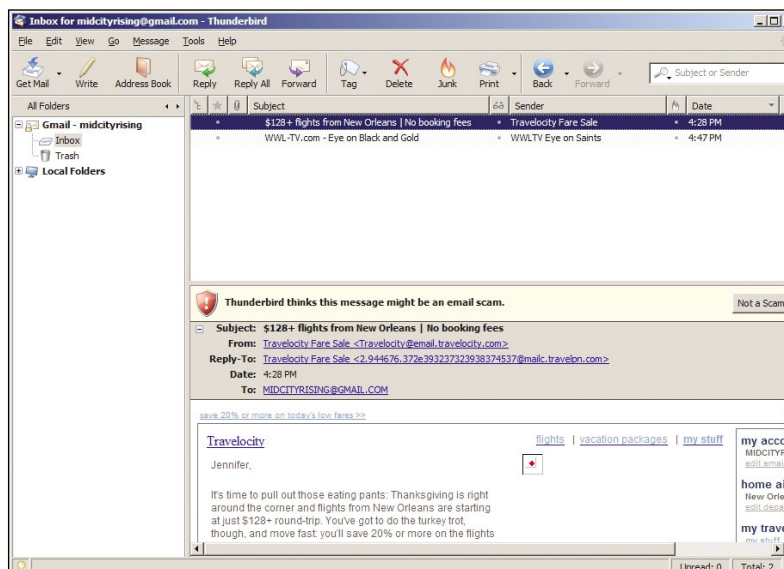 Inbox for midcityrising@gmail.com - Thunderbird
File Edit View Go Message Tools Help
Get Mail Write Address Book Reply Reply All Forward Tag Delete Junk Print Back Forward Subject or Sender
All Folders Subject Sender Date
Gmail - midcityrising
Inbox
Trash
Local Folders
$128+ flights from New Orleans | No booking fees Travelocity Fare Sale 4:28 PM
WWL-TV.com - Eye on Black and Gold WWLTV Eye on Saints 4:47 PM
Thunderbird thinks this message might be an email scam. Not a Scam
Subject: $128+ flights from New Orleans | No booking fees
From: Travelocity Fare Sale <Travelocity@email.travelocity.com>
Reply-To: Travelocity Fare Sale <2.944676.372e393237323938374537@mailc.travelpn.com>
Date: 4:28 PM
To: MIDCITYRISING@GMAIL.COM
save 20% or more on today's low fares >>
Travelocity flights | vacation packages | my stuff
Jennifer,
It's time to pull out those eating pants: Thanksgiving is right
around the corner and flights from New Orleans are starting
at just $128+ round-trip. You've got to do the turkey trot,
though, and move fast: you'll save 20% or more on the flights
my acco
MIDCITYR
edit emai
home ai
New Orle
edit depa
my trave
my stuff
Unread: 0 Total: 2